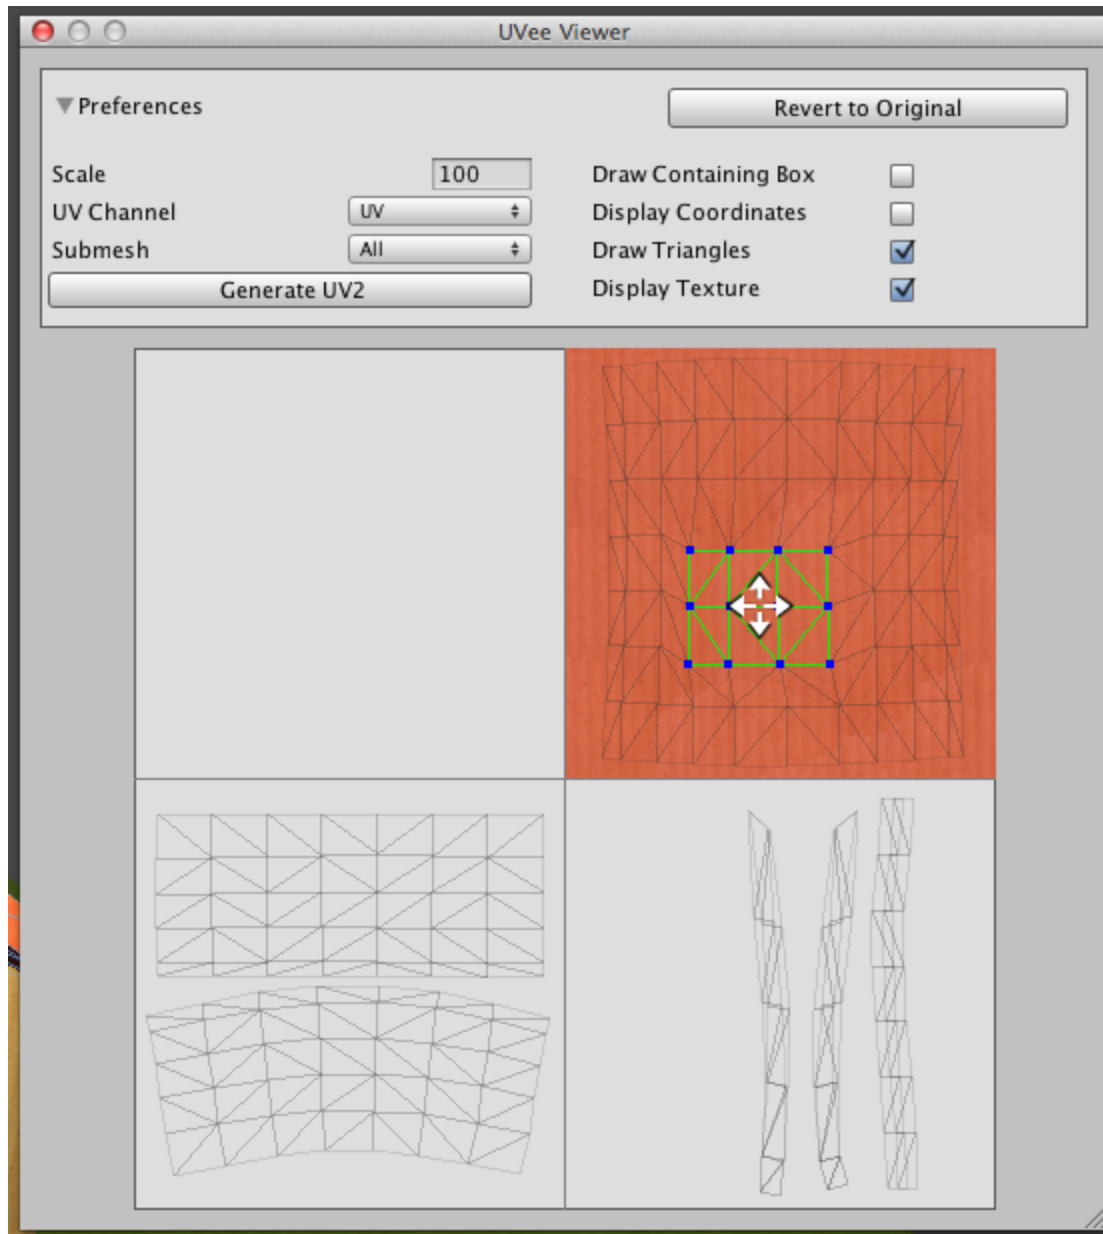 UVee Viewer
Preferences
Revert to Original
Scale 100
Draw Containing Box
UV Channel UV
Display Coordinates
Submesh All
Draw Triangles
Generate UV2
Display Texture